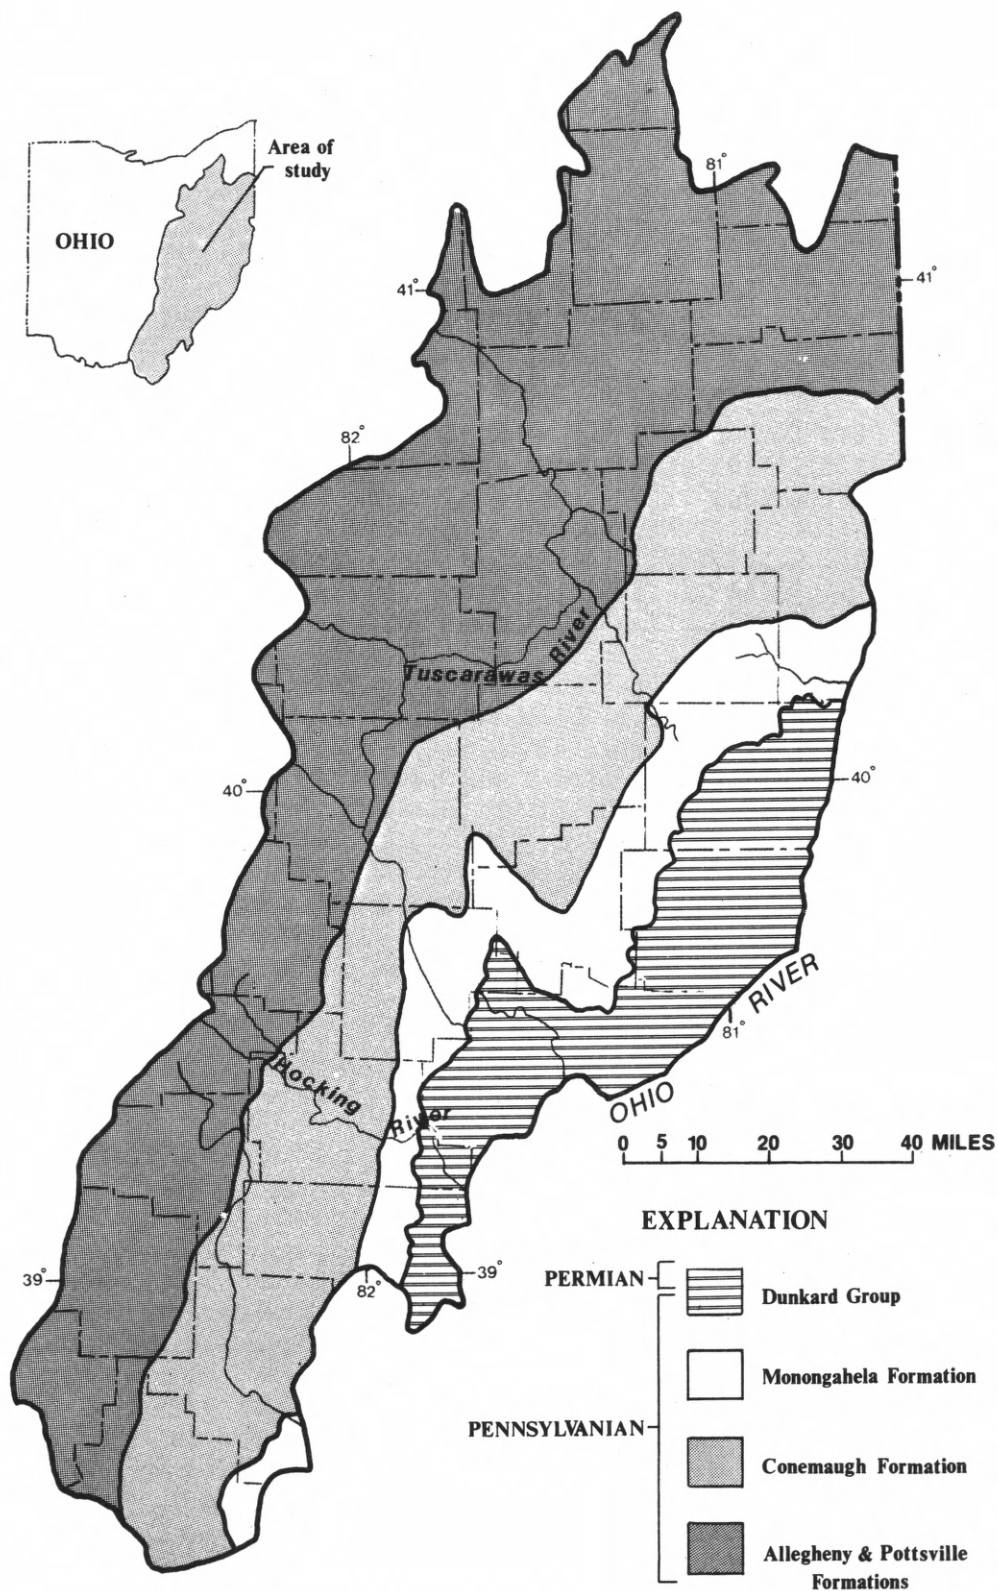 Area of
study
OHIO
81°
41°
41°
82°
Tuscarawas River
40°
40°
RIVER
81°
OHIO
Hocking
River
0 5 10 20 30 40 MILES
39°
82°
39°
EXPLANATION
PERMIAN
Dunkard Group
Monongahela Formation
PENNSYLVANIAN
Conemaugh Formation
Allegheny & Pottsville
Formations